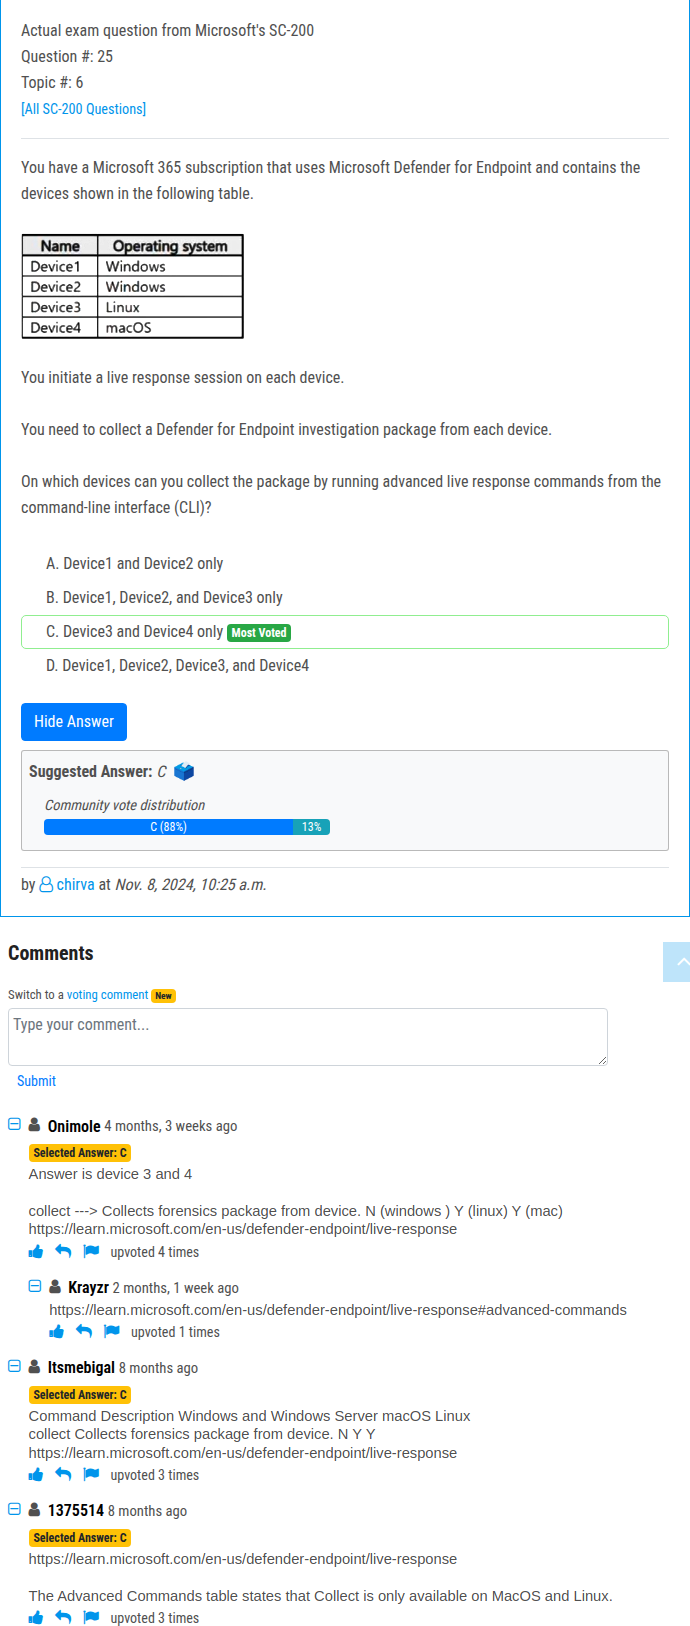 Actual exam question from Microsoft's SC-200
Question #: 25
Topic #: 6
[All SC-200 Questions]
You have a Microsoft 365 subscription that uses Microsoft Defender for Endpoint and contains the
devices shown in the following table.
Name Operating system
Device1 Windows
Device2 Windows
Device3 Linux
Device4 macOS
You initiate a live response session on each device.
You need to collect a Defender for Endpoint investigation package from each device.
On which devices can you collect the package by running advanced live response commands from the
command-line interface (CLI)?
A. Device1 and Device2 only
B. Device1, Device2, and Device3 only
C. Device3 and Device4 only Most Voted
D. Device1, Device2, Device3, and Device4
Hide Answer
Suggested Answer: C
Community vote distribution
C (88%) 13%
by chirva at Nov. 8, 2024, 10:25 a.m.
Comments
Switch to a voting comment New
Type your comment...
Submit
Onimole 4 months, 3 weeks ago
Selected Answer: C
Answer is device 3 and 4
collect ---> Collects forensics package from device. N (windows ) Y (linux) Y (mac)
https://learn.microsoft.com/en-us/defender-endpoint/live-response
upvoted 4 times
Krayzr 2 months, 1 week ago
https://learn.microsoft.com/en-us/defender-endpoint/live-response#advanced-commands
upvoted 1 times
Itsmebigal 8 months ago
Selected Answer: C
Command Description Windows and Windows Server macOS Linux
collect Collects forensics package from device. N Y Y
https://learn.microsoft.com/en-us/defender-endpoint/live-response
upvoted 3 times
1375514 8 months ago
Selected Answer: C
https://learn.microsoft.com/en-us/defender-endpoint/live-response
The Advanced Commands table states that Collect is only available on MacOS and Linux.
upvoted 3 times